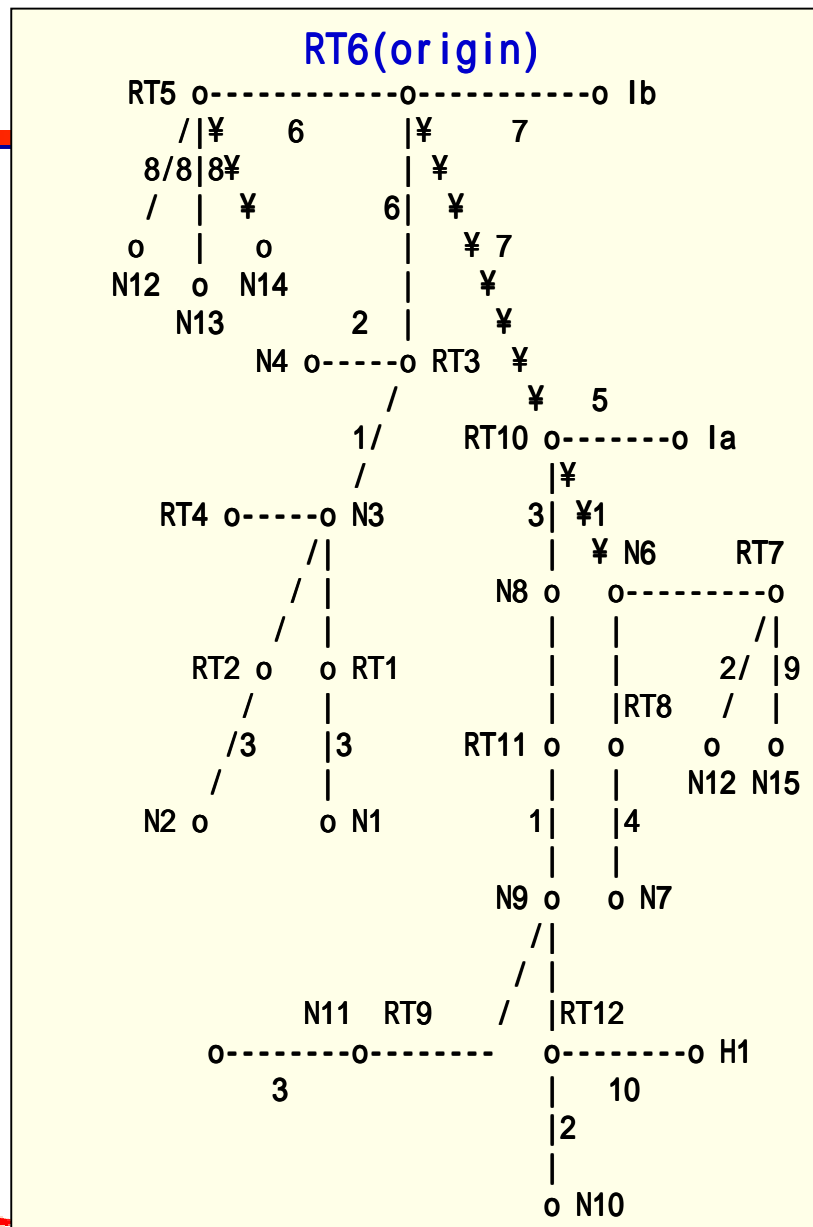 RT6(origin)
RT5 o------------o-----------o Ib
/|¥ 6 |¥ 7
8/8|8¥ | ¥
/ | ¥ 6| ¥
o | o | ¥ 7
N12 o N14 | ¥
N13 2 | ¥
N4 o-----o RT3 ¥
/ ¥ 5
1/ RT10 o-------o Ia
/ |¥
RT4 o-----o N3 3| ¥1
/| | ¥ N6 RT7
/ | N8 o o---------o
/ | | | /|
RT2 o o RT1 | | 2/ |9
/ | | |RT8 / |
/3 |3 RT11 o o o o
/ | | | N12 N15
N2 o o N1 1| |4
| |
N9 o o N7
/|
/ |
N11 RT9 / |RT12
o--------o-------- o--------o H1
3 | 10
|2
|
o N10